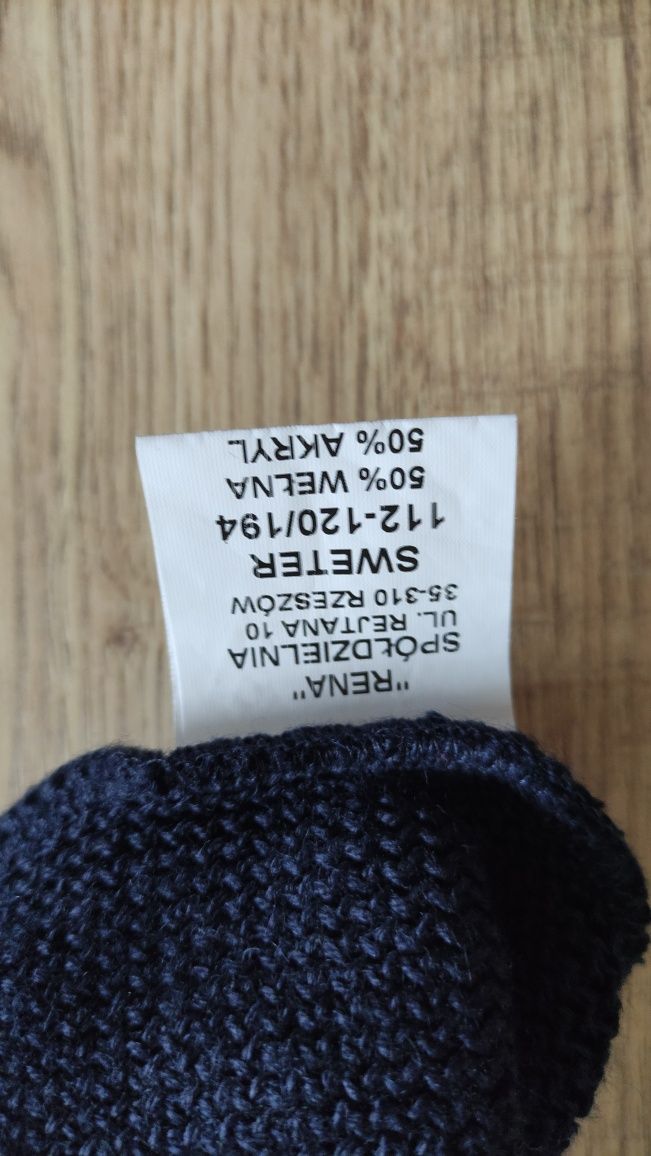 "RENA"
SPÓŁDZIELNIA
UL. REJTANA 10
35-310 RZESZÓW
SWETER
112-120/194
50% WEŁNA
50% AKRYL